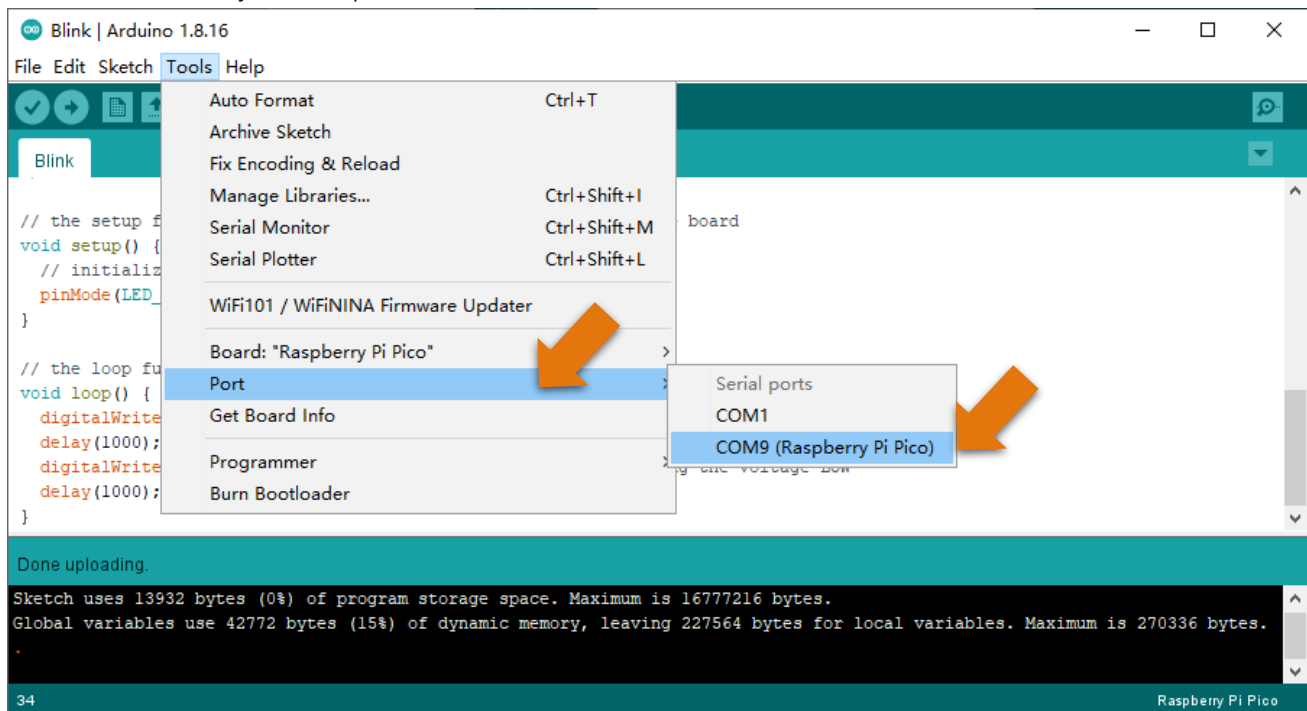 Blink | Arduino 1.8.16
File Edit Sketch Tools Help
Auto Format Ctrl+T
Archive Sketch
Fix Encoding & Reload
Manage Libraries... Ctrl+Shift+I
Serial Monitor Ctrl+Shift+M
Serial Plotter Ctrl+Shift+L
WiFi101 / WiFiNINA Firmware Updater
Board: "Raspberry Pi Pico"
Port
Get Board Info
Programmer
Burn Bootloader
Serial ports
COM1
COM9 (Raspberry Pi Pico)
Blink
// the setup f board
void setup() {
// initializ
pinMode(LED_
}
// the loop fu
void loop() {
digitalWrite
delay(1000);
digitalWrite
delay(1000);
}
Done uploading.
Sketch uses 13932 bytes (0%) of program storage space. Maximum is 16777216 bytes.
Global variables use 42772 bytes (15%) of dynamic memory, leaving 227564 bytes for local variables. Maximum is 270336 bytes.
.
34 Raspberry Pi Pico